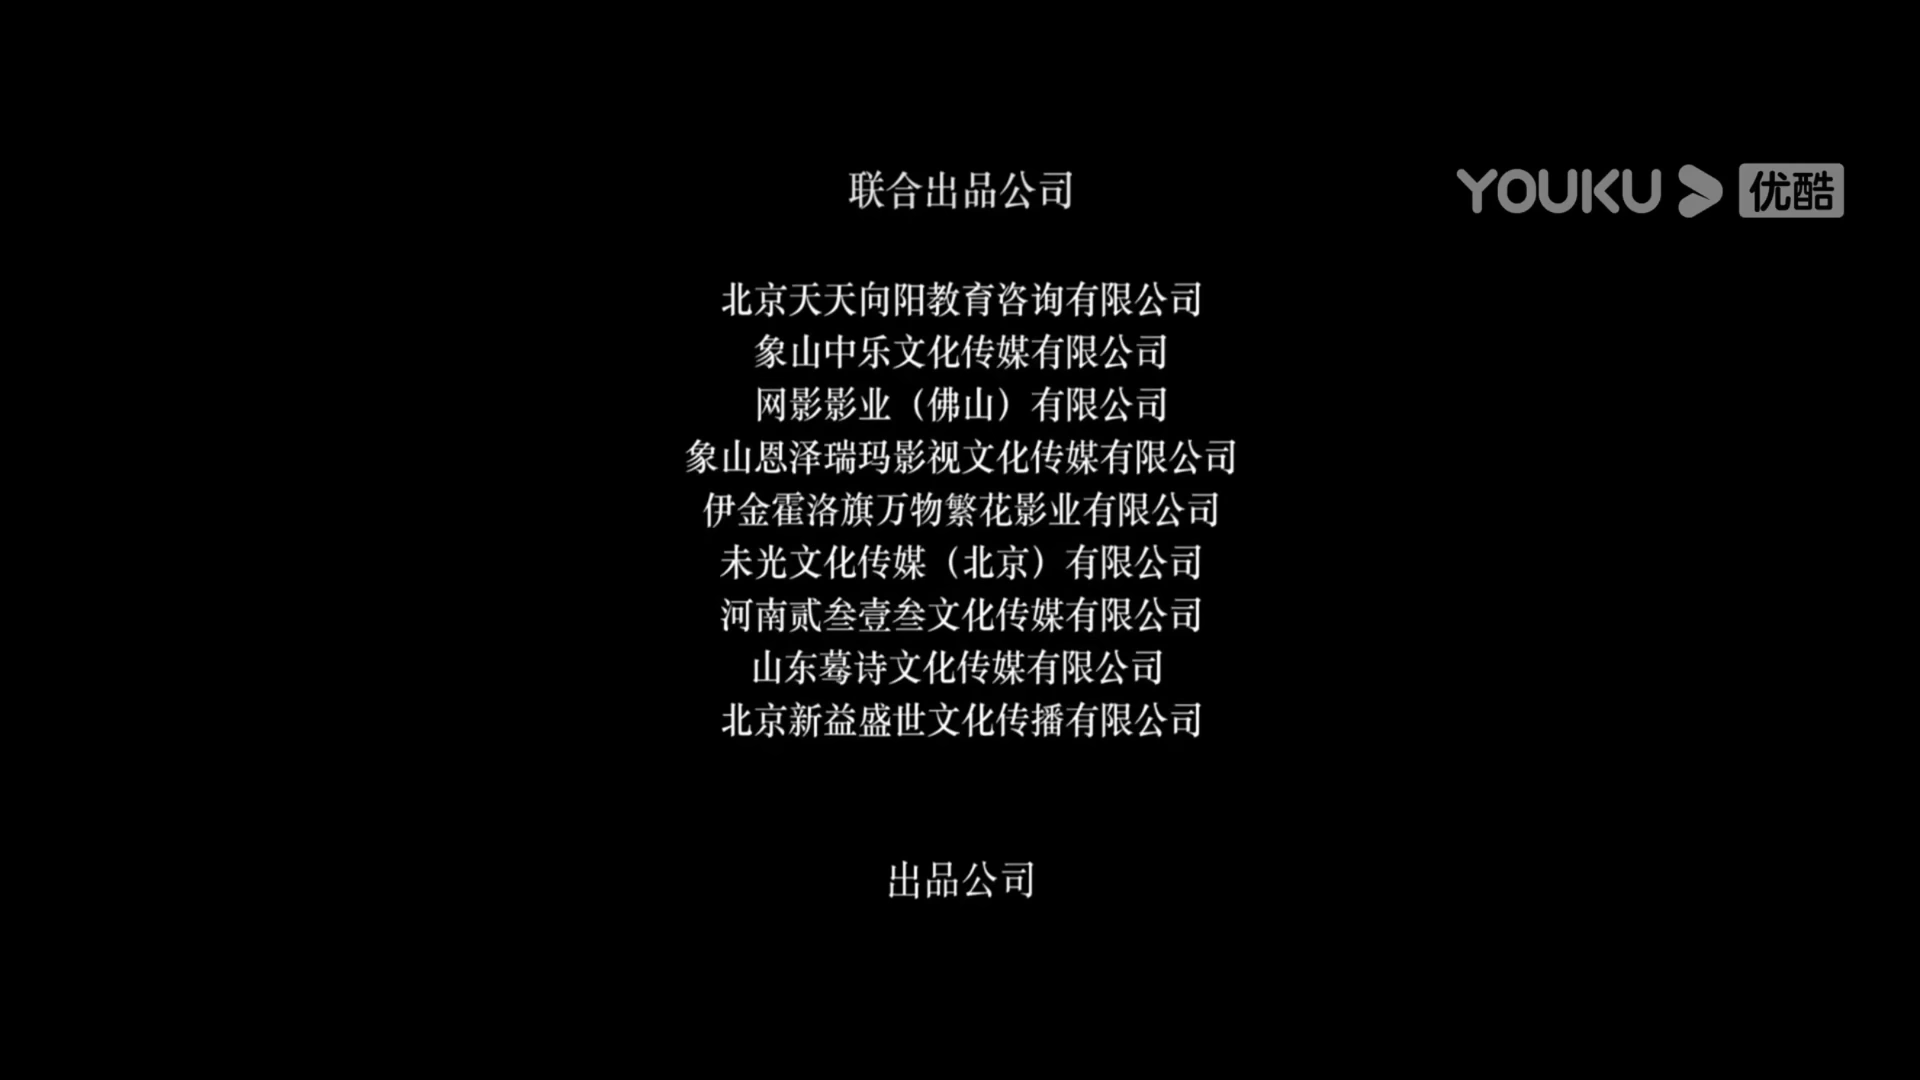 联合出品公司
YOUKU 优酷
北京天天向阳教育咨询有限公司
象山中乐文化传媒有限公司
网影影业（佛山）有限公司
象山恩泽瑞玛影视文化传媒有限公司
伊金霍洛旗万物繁花影业有限公司
未光文化传媒（北京）有限公司
河南贰叁壹叁文化传媒有限公司
山东蓦诗文化传媒有限公司
北京新益盛世文化传播有限公司
出品公司